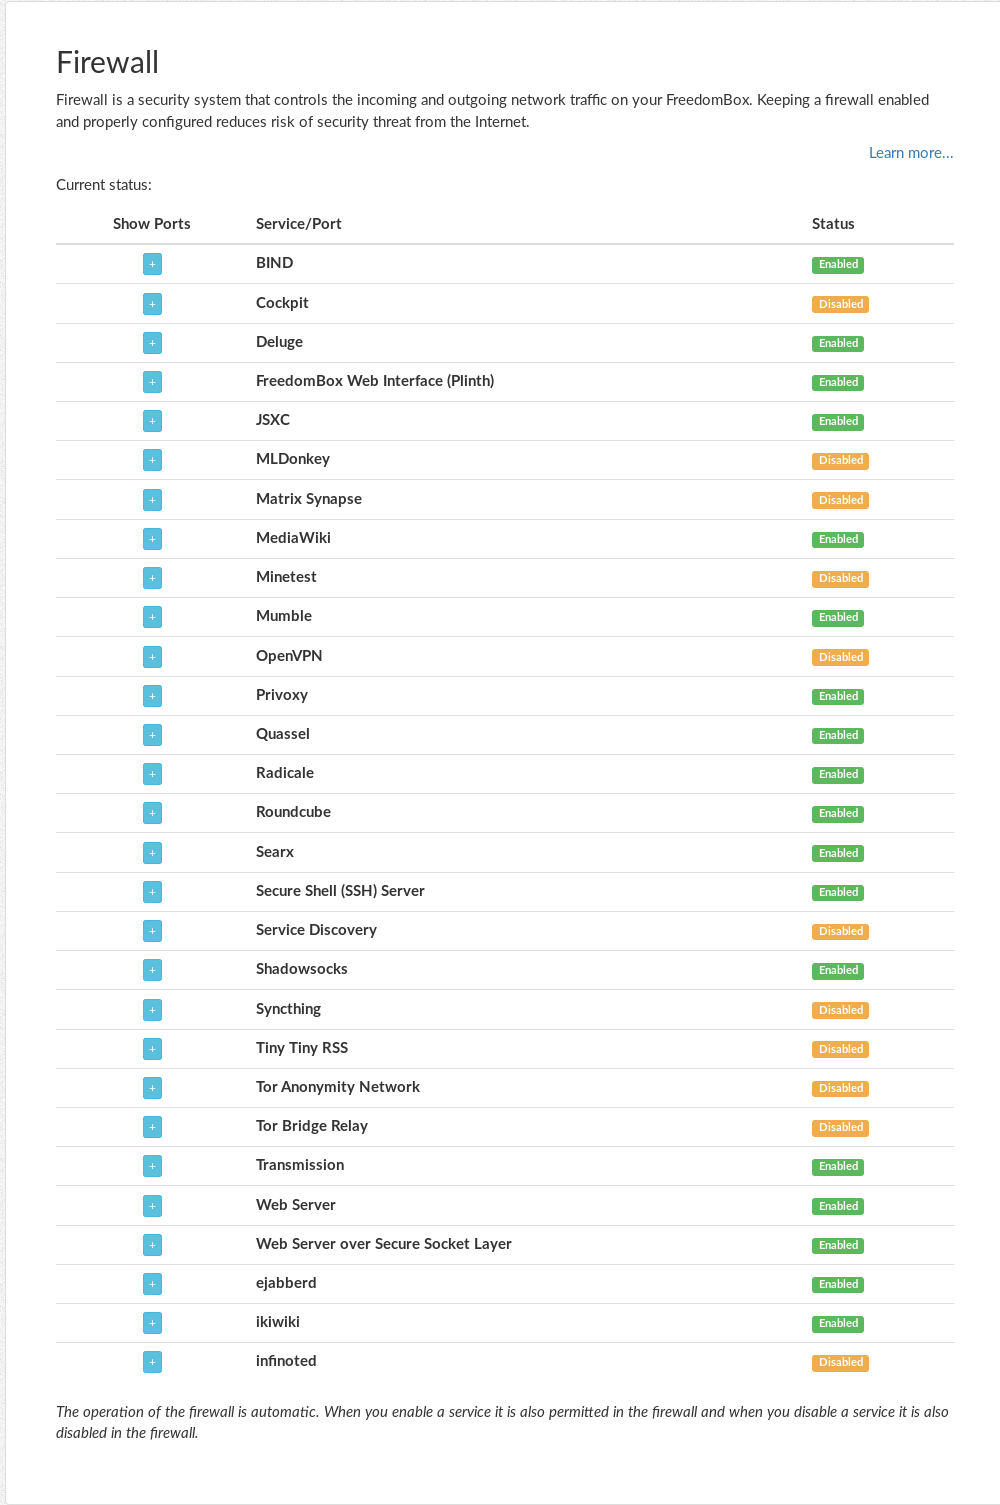 Firewall
Firewall is a security system that controls the incoming and outgoing network traffic on your FreedomBox. Keeping a firewall enabled
and properly configured reduces risk of security threat from the Internet.
Learn more...
Current status:
Show Ports Service/Port Status
+ BIND Enabled
+ Cockpit Disabled
+ Deluge Enabled
+ FreedomBox Web Interface (Plinth) Enabled
+ JSXC Enabled
+ MLDonkey Disabled
+ Matrix Synapse Disabled
+ MediaWiki Enabled
+ Minetest Disabled
+ Mumble Enabled
+ OpenVPN Disabled
+ Privoxy Enabled
+ Quassel Enabled
+ Radicale Enabled
+ Roundcube Enabled
+ Searx Enabled
+ Secure Shell (SSH) Server Enabled
+ Service Discovery Disabled
+ Shadowsocks Enabled
+ Syncthing Disabled
+ Tiny Tiny RSS Disabled
+ Tor Anonymity Network Disabled
+ Tor Bridge Relay Disabled
+ Transmission Enabled
+ Web Server Enabled
+ Web Server over Secure Socket Layer Enabled
+ ejabberd Enabled
+ ikiwiki Enabled
+ infinoted Disabled
The operation of the firewall is automatic. When you enable a service it is also permitted in the firewall and when you disable a service it is also
disabled in the firewall.